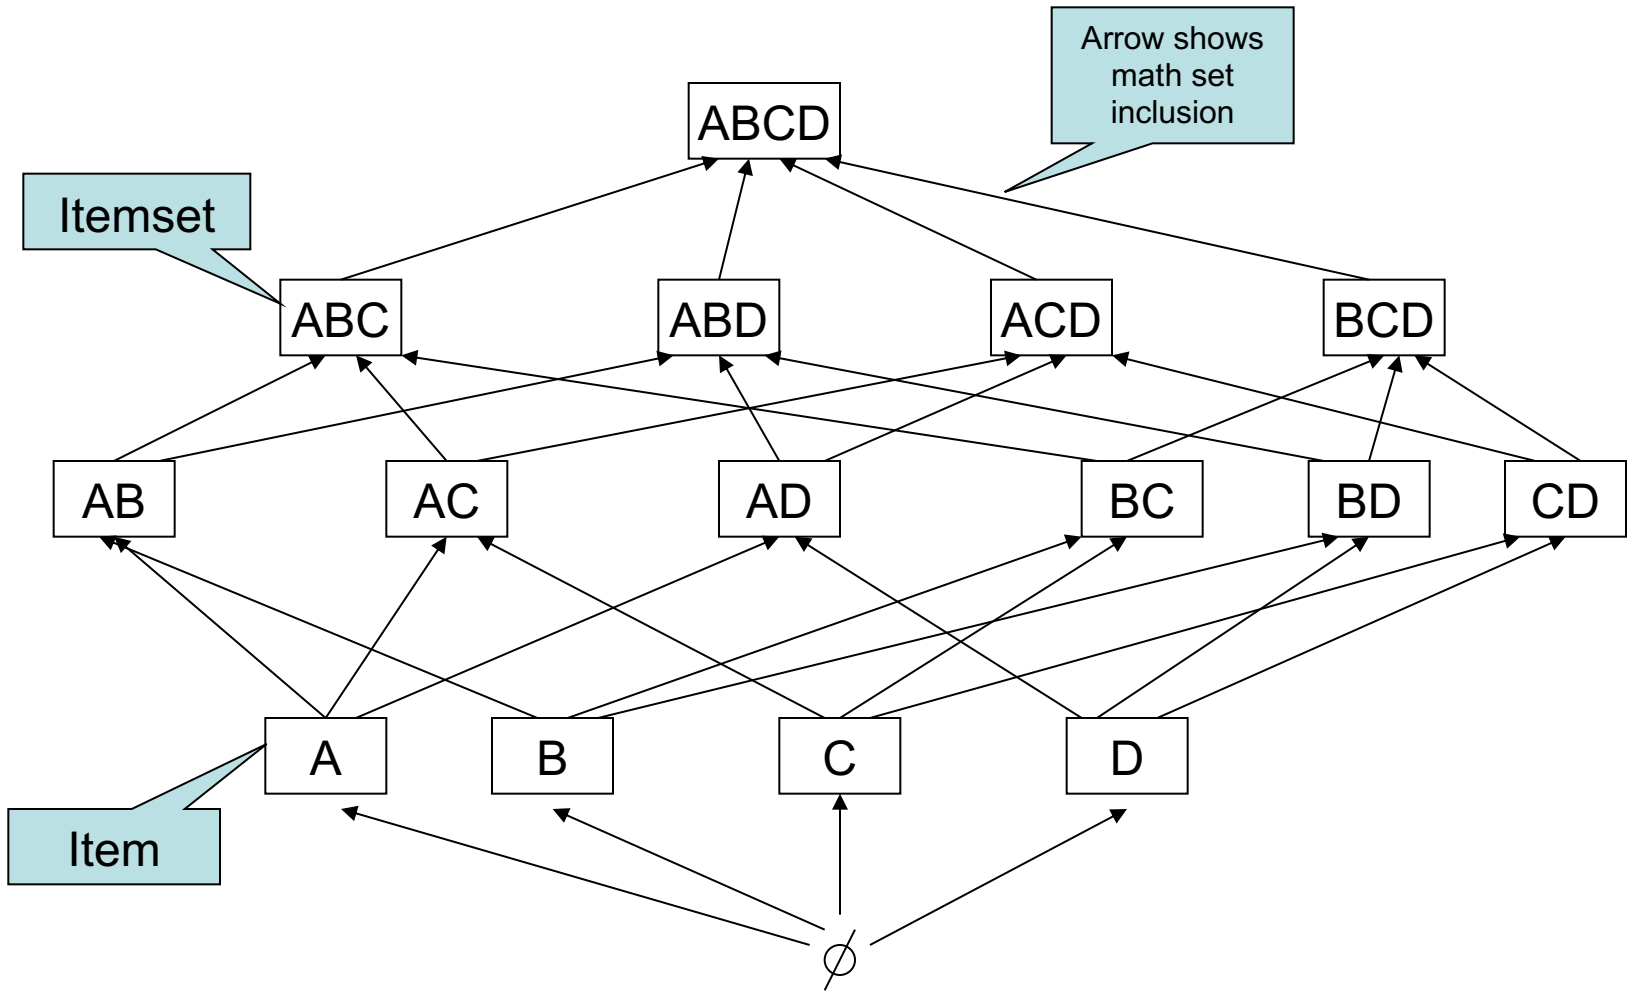 Arrow shows
math set
inclusion
ABCD
Itemset
ABC
ABD
ACD
BCD
AB
AC
AD
BC
BD
CD
A
B
C
D
Item
∅